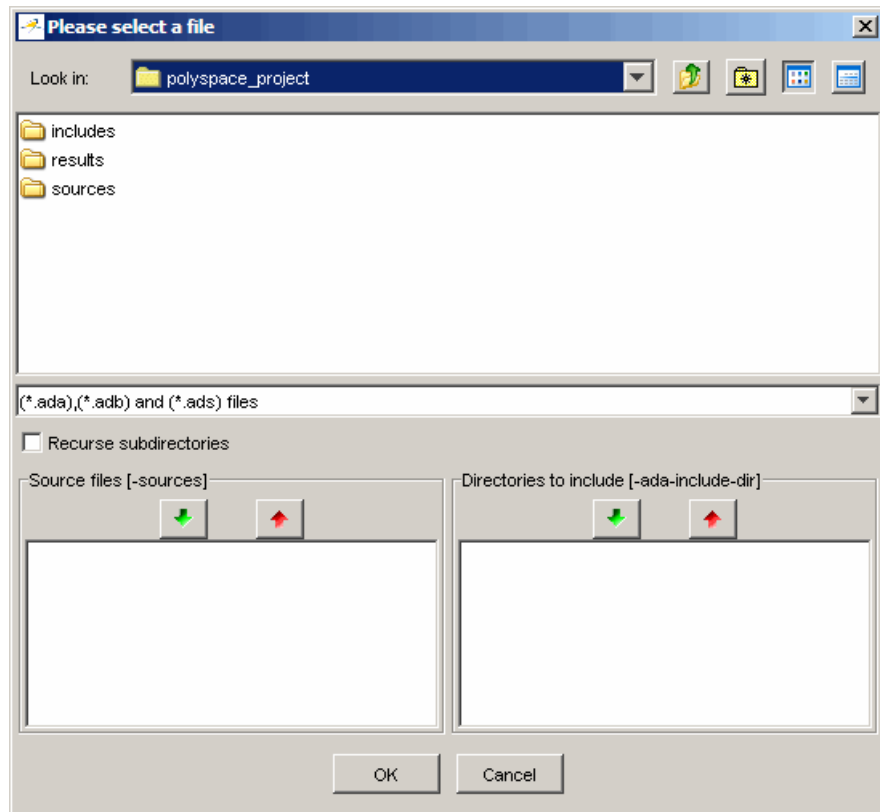 Please select a file
Look in: polyspace_project
includes
results
sources
(*.ada),(*.adb) and (*.ads) files
Recurse subdirectories
Source files [-sources] Directories to include [-ada-include-dir]
OK Cancel